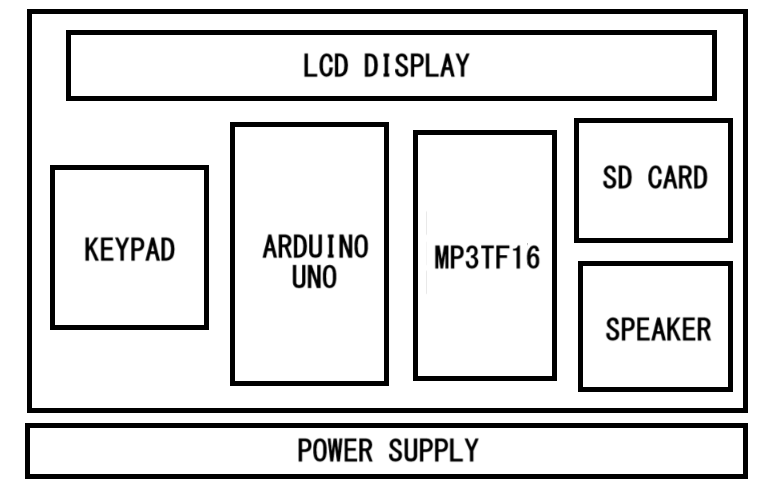 LCD DISPLAY
KEYPAD
ARDUINO
UNO
MP3TF16
SD CARD
SPEAKER
POWER SUPPLY